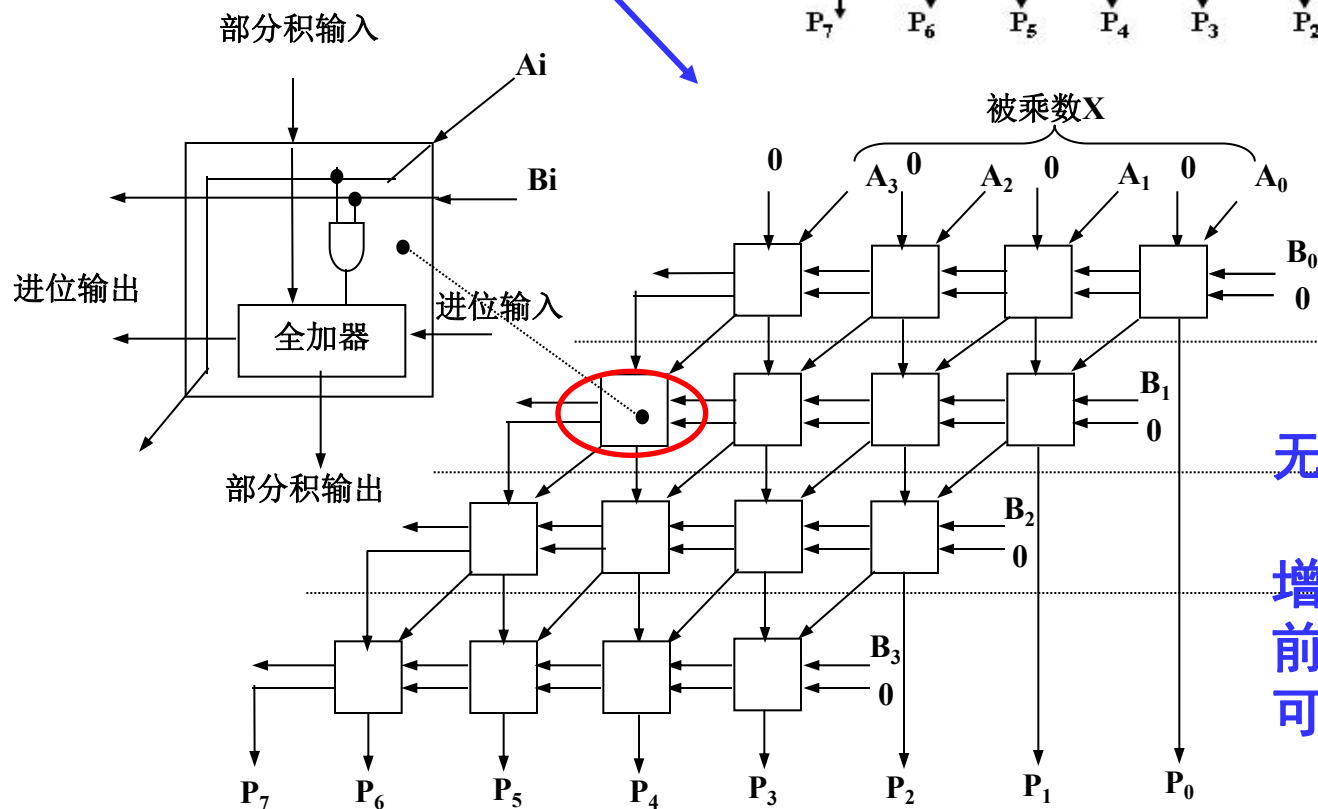 P₇ P₆ P₅ P₄ P₃ P₂
部分积输入
Ai
Bi
进位输出
进位输入
全加器
部分积输出
被乘数X
0 A₃ 0 A₂ 0 A₁ 0 A₀
B₀
0
B₁
0
无
B₂
0
增
前
B₃
0
可
P₇ P₆ P₅ P₄ P₃ P₂ P₁ P₀